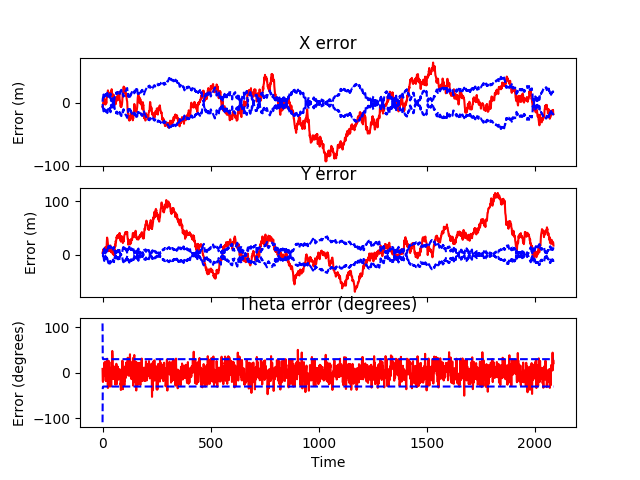 X error
Error (m)
0
−100
Y error
Error (m)
100
0
Theta error (degrees)
Error (degrees)
100
0
−100
0
500
1000
1500
2000
Time